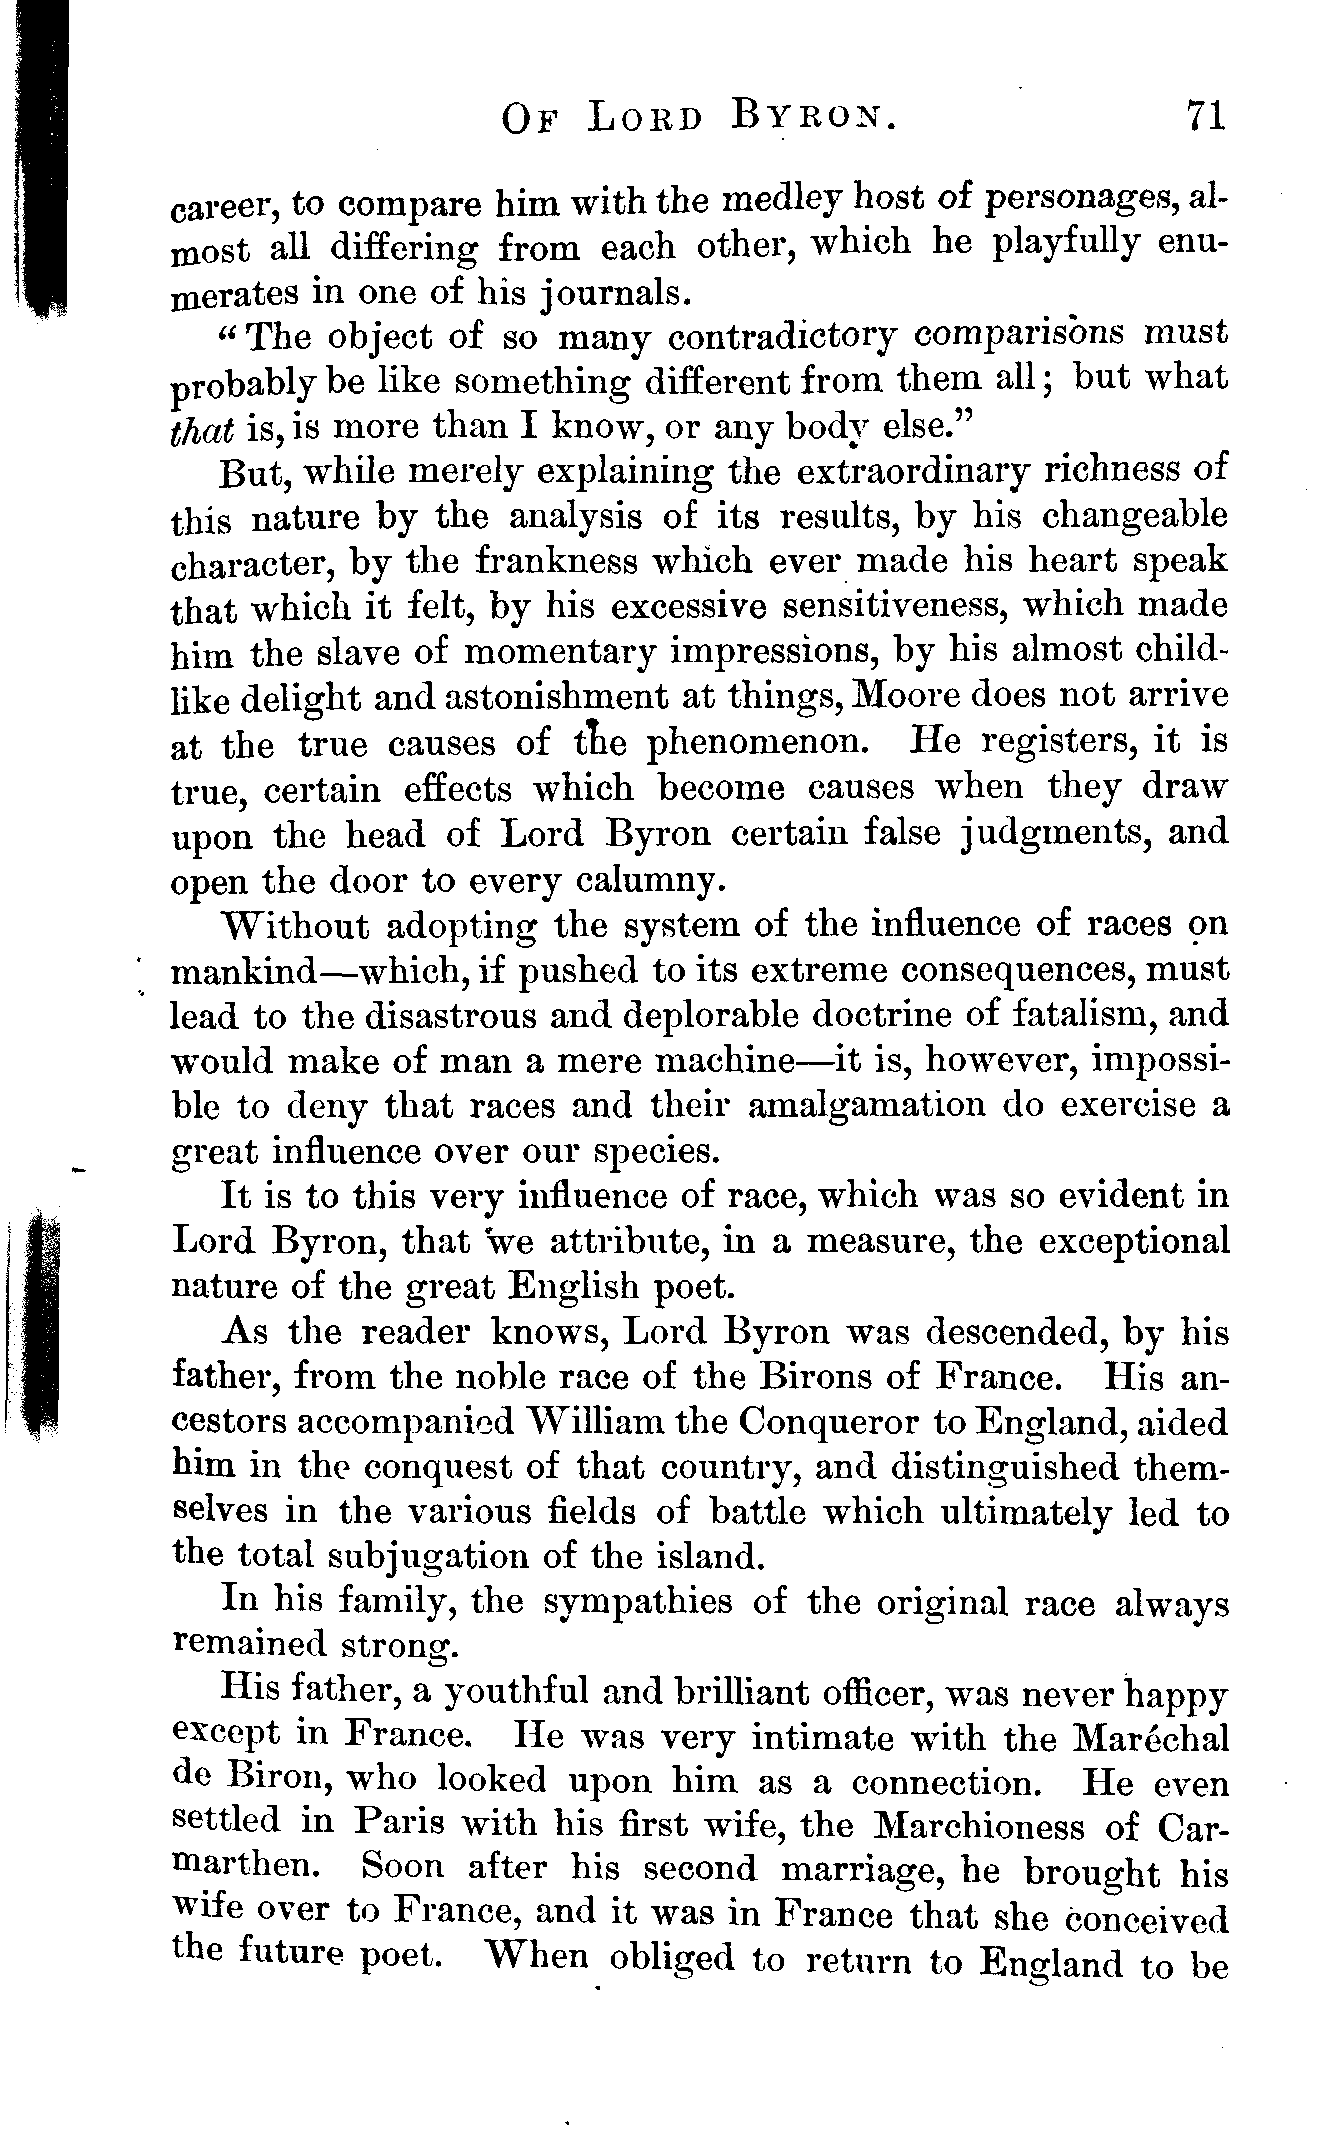 OF LORD BYRON. 71
career, to compare him with the medley host of personages, al-
most all differing from each other, which he playfully enu-
merates in one of his journals.
“The object of so many contradictory comparisons must
probably be like something different from them all; but what
that is, is more than I know, or any body else.”
But, while merely explaining the extraordinary richness of
this nature by the analysis of its results, by his changeable
character, by the frankness which ever made his heart speak
that which it felt, by his excessive sensitiveness, which made
him the slave of momentary impressions, by his almost child-
like delight and astonishment at things, Moore does not arrive
at the true causes of the phenomenon. He registers, it is
true, certain effects which become causes when they draw
upon the head of Lord Byron certain false judgments, and
open the door to every calumny.
Without adopting the system of the influence of races on
mankind—which, if pushed to its extreme consequences, must
lead to the disastrous and deplorable doctrine of fatalism, and
would make of man a mere machine—it is, however, impossi-
ble to deny that races and their amalgamation do exercise a
great influence over our species.
It is to this very influence of race, which was so evident in
Lord Byron, that we attribute, in a measure, the exceptional
nature of the great English poet.
As the reader knows, Lord Byron was descended, by his
father, from the noble race of the Birons of France. His an-
cestors accompanied William the Conqueror to England, aided
him in the conquest of that country, and distinguished them-
selves in the various fields of battle which ultimately led to
the total subjugation of the island.
In his family, the sympathies of the original race always
remained strong.
His father, a youthful and brilliant officer, was never happy
except in France. He was very intimate with the Maréchal
de Biron, who looked upon him as a connection. He even
settled in Paris with his first wife, the Marchioness of Car-
marthen. Soon after his second marriage, he brought his
wife over to France, and it was in France that she conceived
the future poet. When obliged to return to England to be